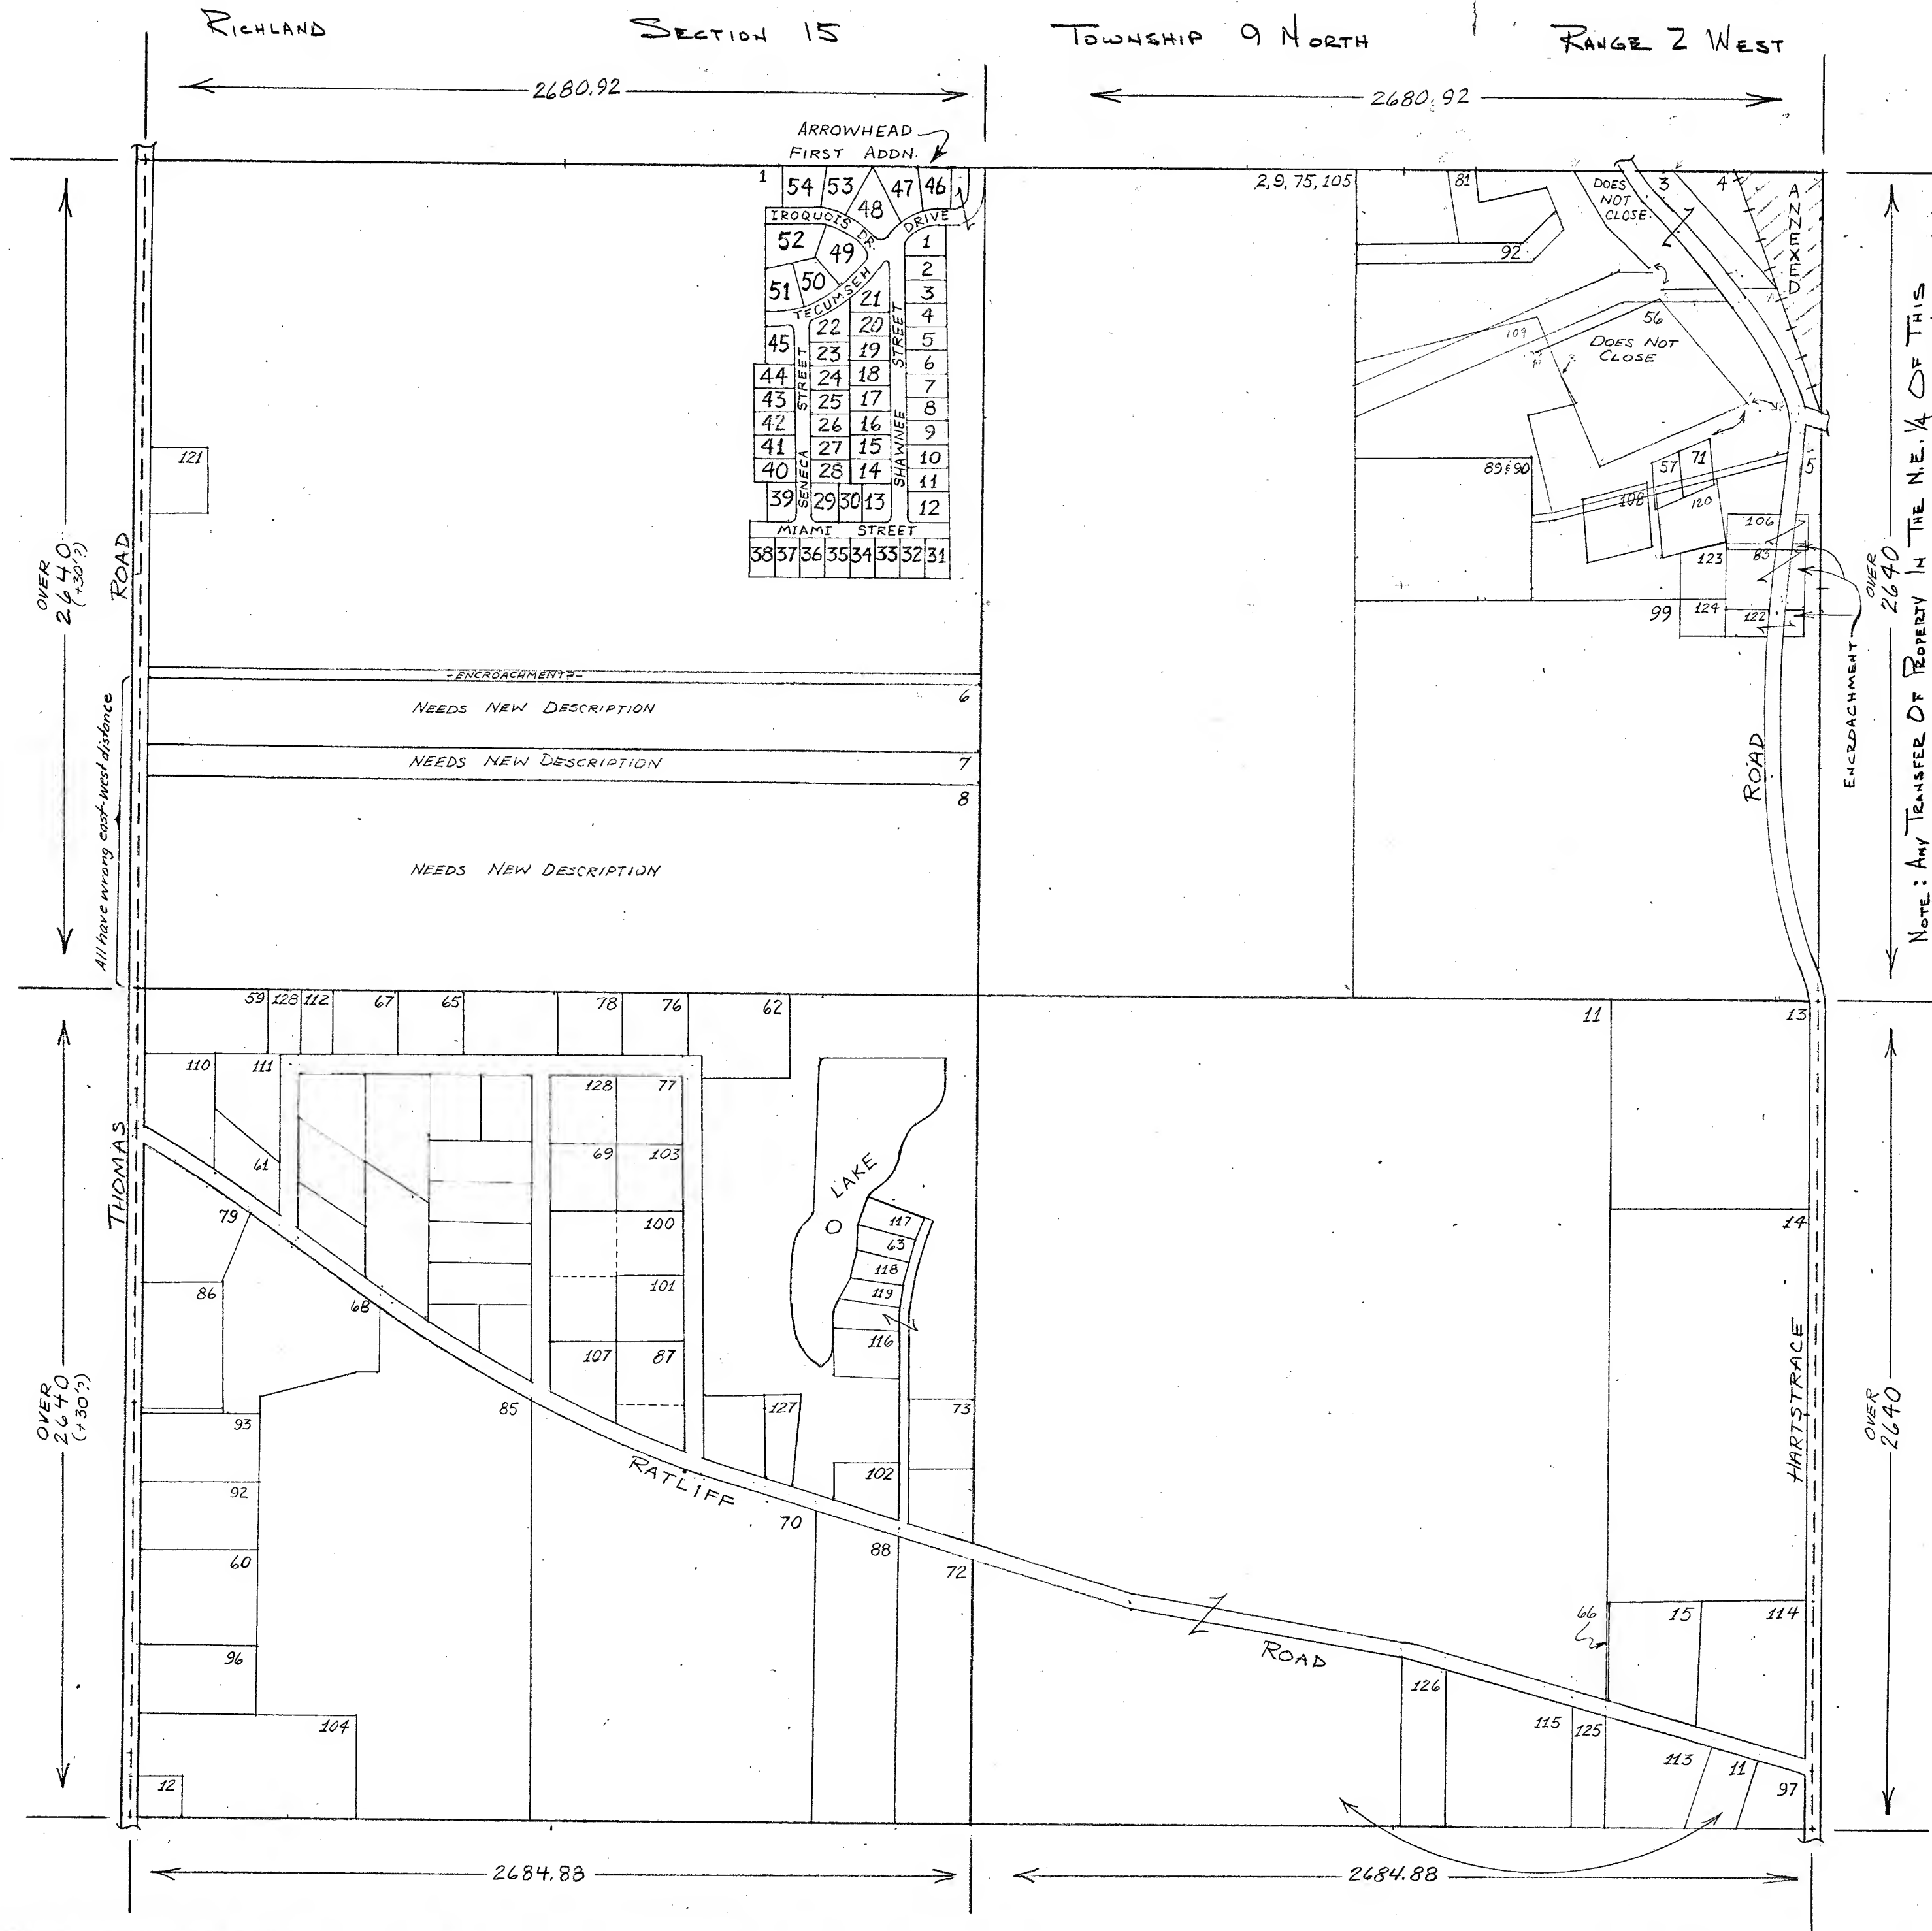 RICHLAND SECTION 15 TOWNSHIP 9 NORTH RANGE 2 WEST
2680.92 2680.92
ARROWHEAD
FIRST ADDN.
1 54 53 48 47 46
IROQUOIS DR.
DRIVE
52 49
51 50
TECUMSEH
1
2
3
4
5
6
7
8
9
10
11
12
21
20
19
18
17
16
15
14
13
22
23
24
25
26
27
28
29 30
45
44
43
42
41
40
39
SENECA STREET
SHAWNEE STREET
MIAMI STREET
38 37 36 35 34 33 32 31
2,9,75,105
81
92
DOES
NOT
CLOSE.
3
4
ANNEXED
56
DOES NOT
CLOSE
109
89 & 90
57
71
5
108
120
106
83
123
99
124
122
ENCROACHMENT
OVER
2640
NOTE: ANY TRANSFER OF PROPERTY IN THE N.E. 1/4 OF THIS
ROAD
121
OVER
2640
(+30'?)
ROAD
-ENCROACHMENT?-
6
NEEDS NEW DESCRIPTION
NEEDS NEW DESCRIPTION
7
8
NEEDS NEW DESCRIPTION
All have wrong east-west distance
59 128 112 67 65 78 76 62
110 111
128 77
61
69 103
79
100
86
101
68
107 87
85
93
92
60
96
104
12
THOMAS
OVER
2640
(+30'?)
LAKE
117
63
118
119
116
127
73
102
RATLIFF
70
88
72
11
13
14
66
15
114
ROAD
126
115
125
113
11
97
HARTSTRACE
OVER
2640
2684.88 2684.88